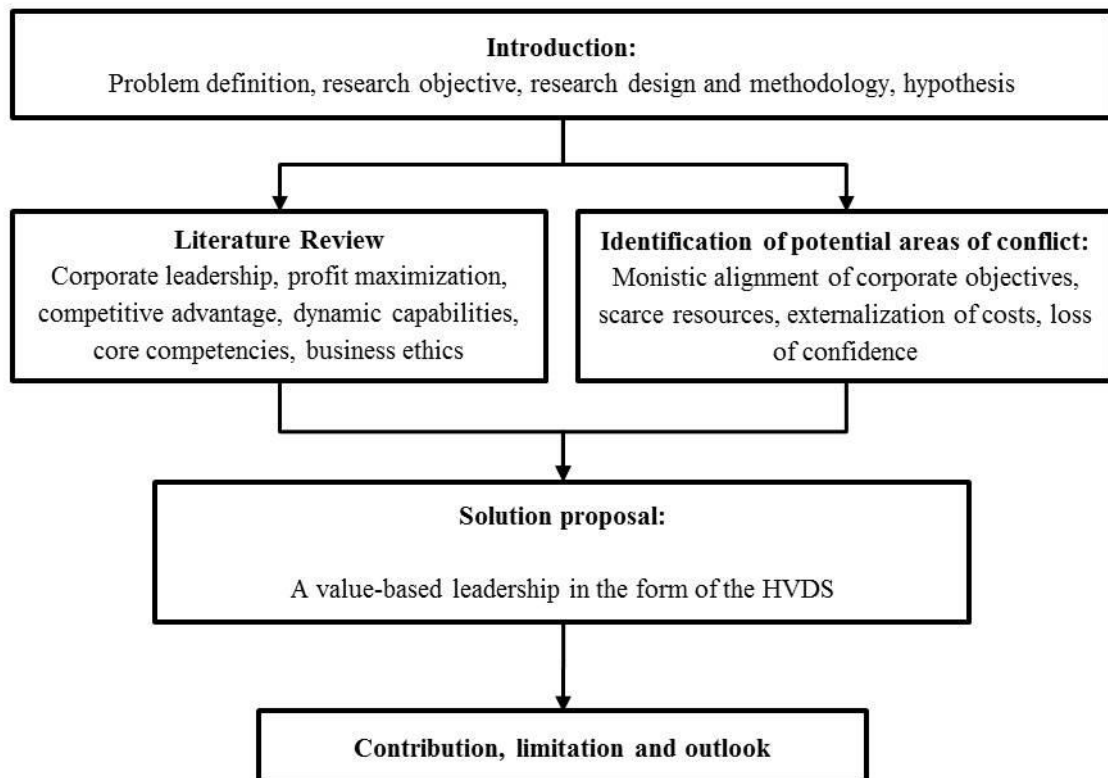 Introduction:
Problem definition, research objective, research design and methodology, hypothesis
Literature Review
Corporate leadership, profit maximization,
competitive advantage, dynamic capabilities,
core competencies, business ethics
Identification of potential areas of conflict:
Monistic alignment of corporate objectives,
scarce resources, externalization of costs, loss
of confidence
Solution proposal:
A value-based leadership in the form of the HVDS
Contribution, limitation and outlook